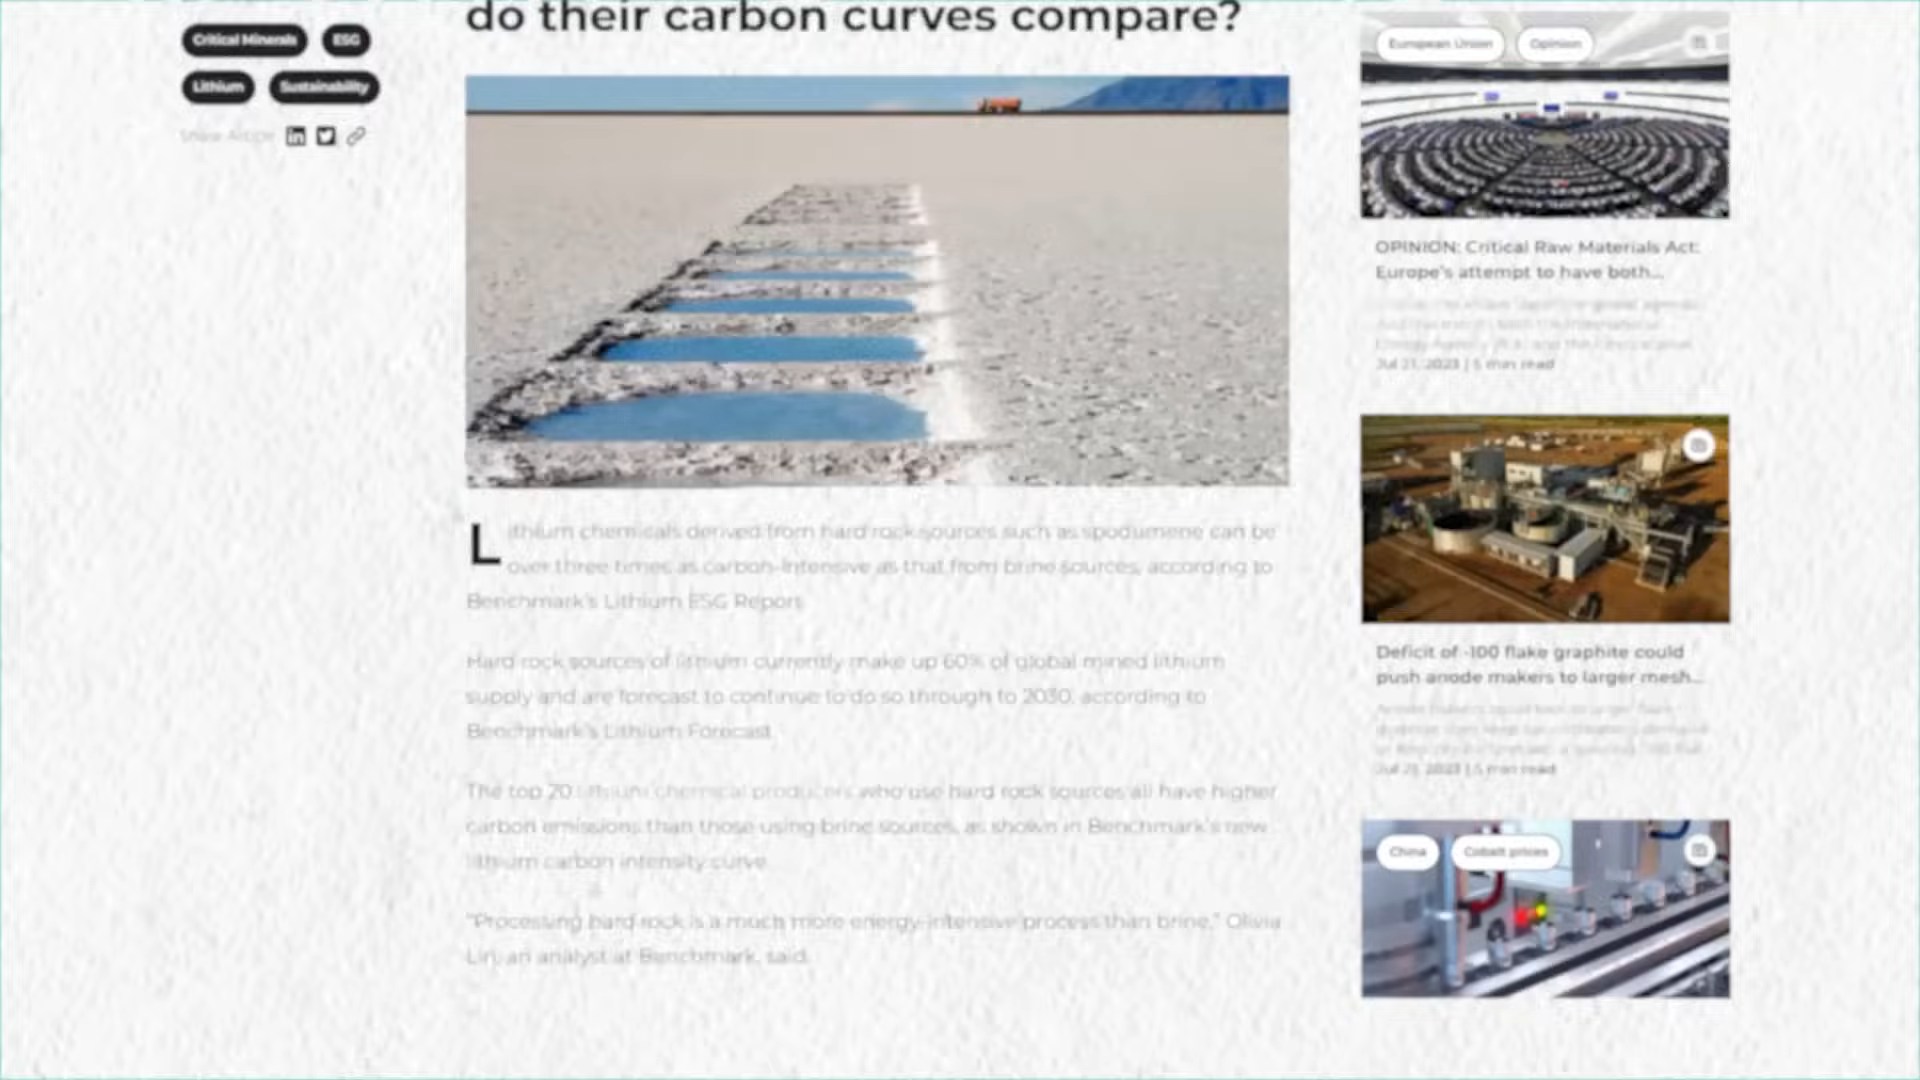 do their carbon curves compare?
Critical Minerals
ESG
Lithium
Sustainability
Share Article
Lithium chemicals derived from hard rock sources such as spodumene can be
over three times as carbon-intensive as that from brine sources, according to
Benchmark's Lithium ESG Report.
Hard rock sources of lithium currently make up 60% of global mined lithium
supply and are forecast to continue to do so through to 2030, according to
Benchmark's Lithium Forecast.
The top 20 lithium chemical producers who use hard rock sources all have higher
carbon emissions than those using brine sources, as shown in Benchmark's new
lithium carbon intensity curve.
"Processing hard rock is a much more energy-intensive process than brine," Olivia
Lin, an analyst at Benchmark, said.
European Union
Opinion
OPINION: Critical Raw Materials Act:
Europe's attempt to have both...
Jul 21, 2023 | 5 min read
Deficit of -100 flake graphite could
push anode makers to larger mesh...
Jul 21, 2023 | 5 min read
China
Cobalt prices